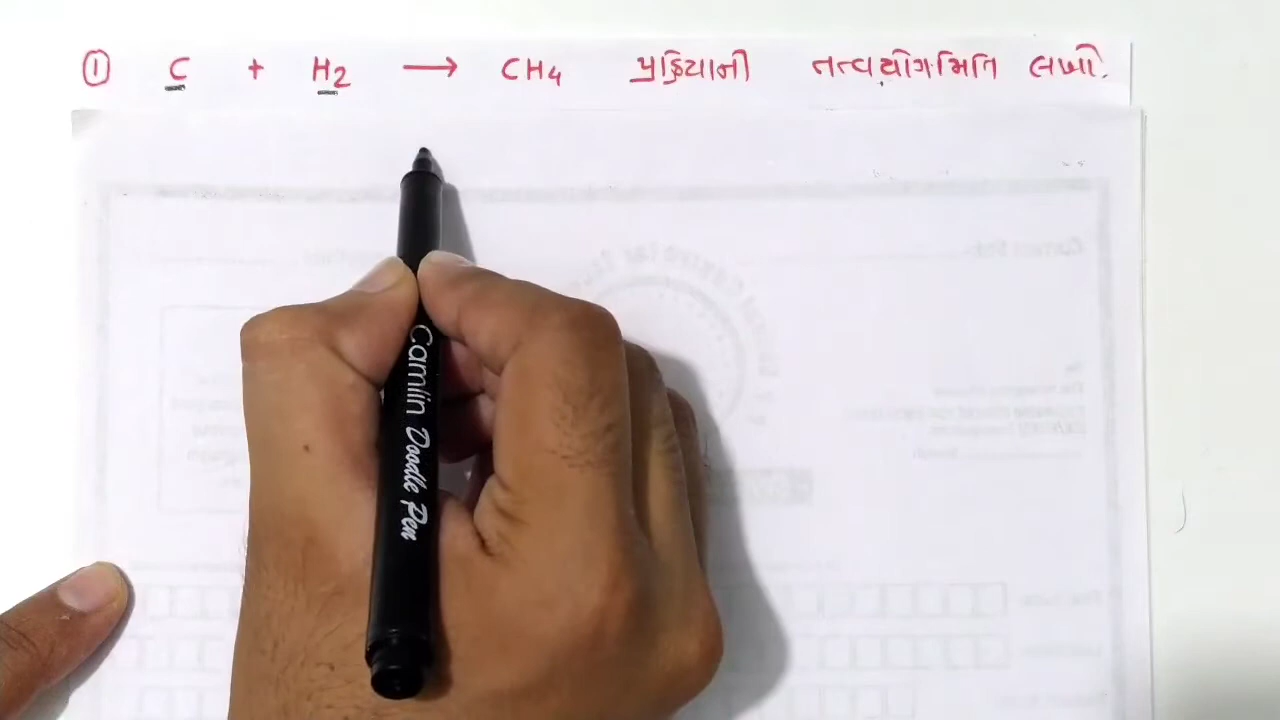 ① C + H2 → CH4 પ્રક્રિયાની તત્વયોગમિતિ લખો.
camlin Doodle Pen